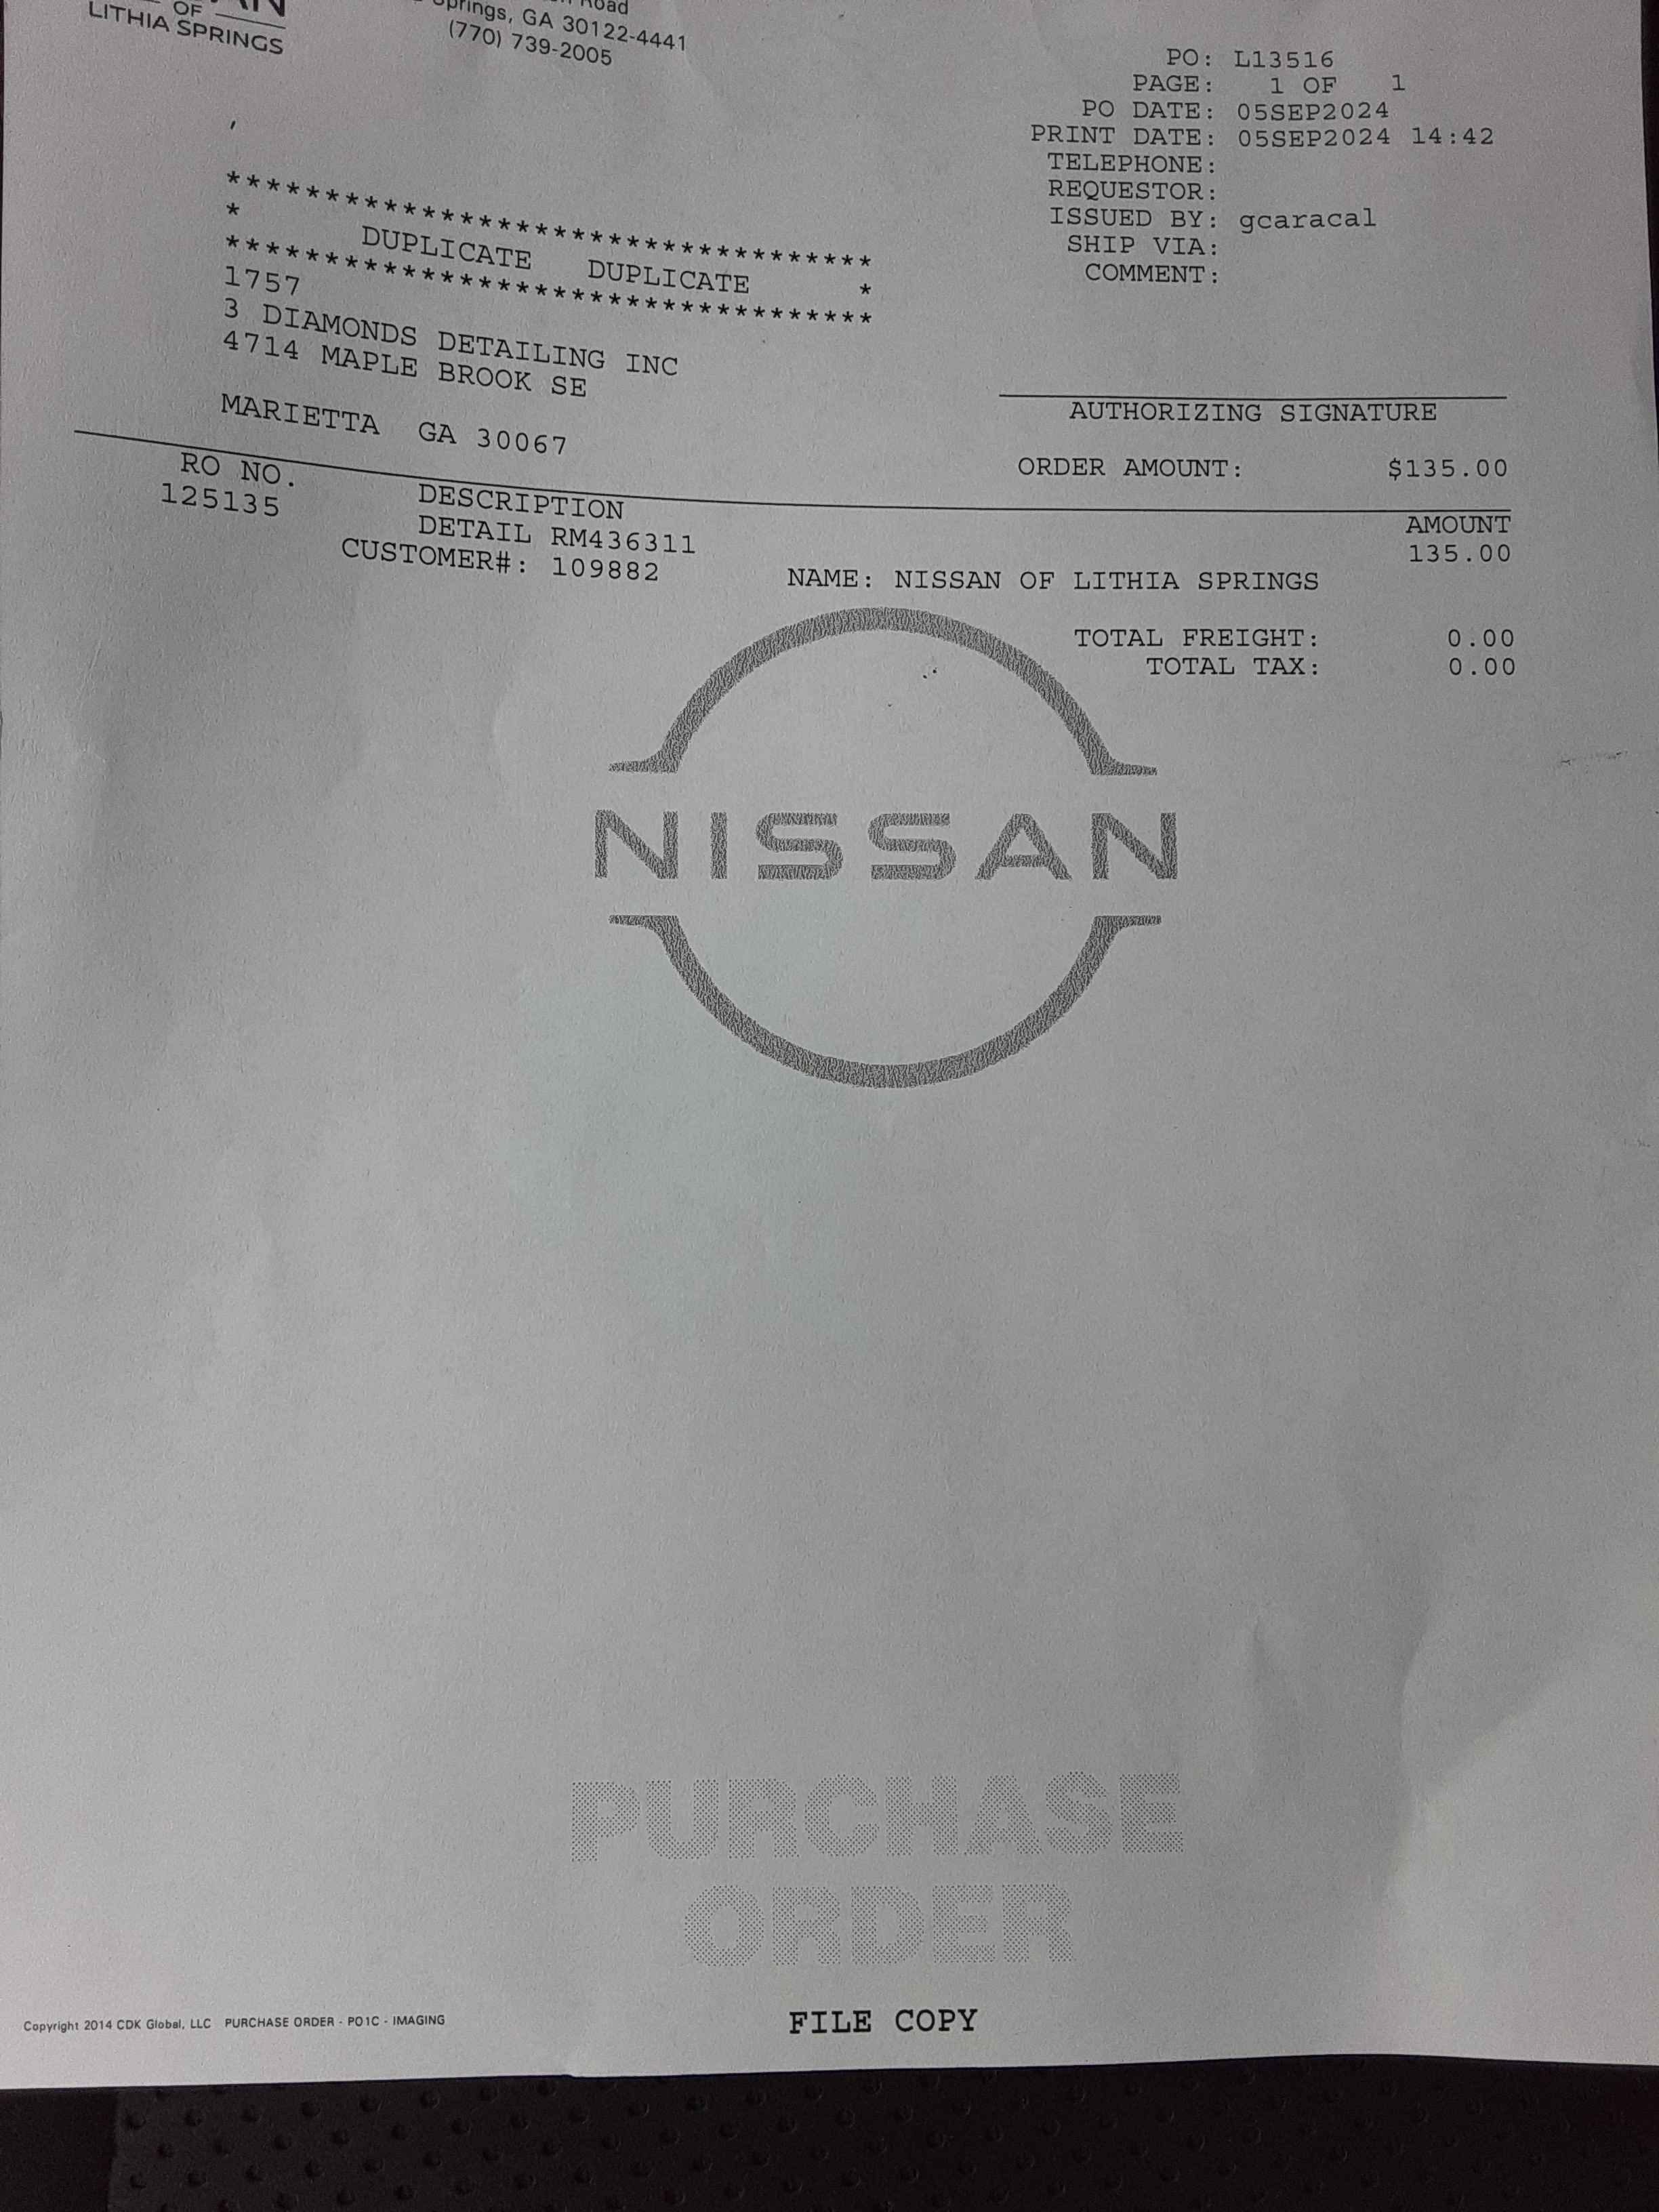 OF
LITHIA SPRINGS
Road
Springs, GA 30122-4441
(770) 739-2005
PO: L13516
PAGE: 1 OF 1
PO DATE: 05SEP2024
PRINT DATE: 05SEP2024 14:42
TELEPHONE:
REQUESTOR:
ISSUED BY: gcaracal
SHIP VIA:
COMMENT:
*********************************
* DUPLICATE DUPLICATE *
*********************************
1757
3 DIAMONDS DETAILING INC
4714 MAPLE BROOK SE
MARIETTA GA 30067
AUTHORIZING SIGNATURE
ORDER AMOUNT: $135.00
RO NO. DESCRIPTION AMOUNT
125135 DETAIL RM436311 135.00
CUSTOMER#: 109882 NAME: NISSAN OF LITHIA SPRINGS
TOTAL FREIGHT: 0.00
TOTAL TAX: 0.00
NISSAN
PURCHASE
ORDER
FILE COPY
Copyright 2014 CDK Global, LLC PURCHASE ORDER - PO1C - IMAGING